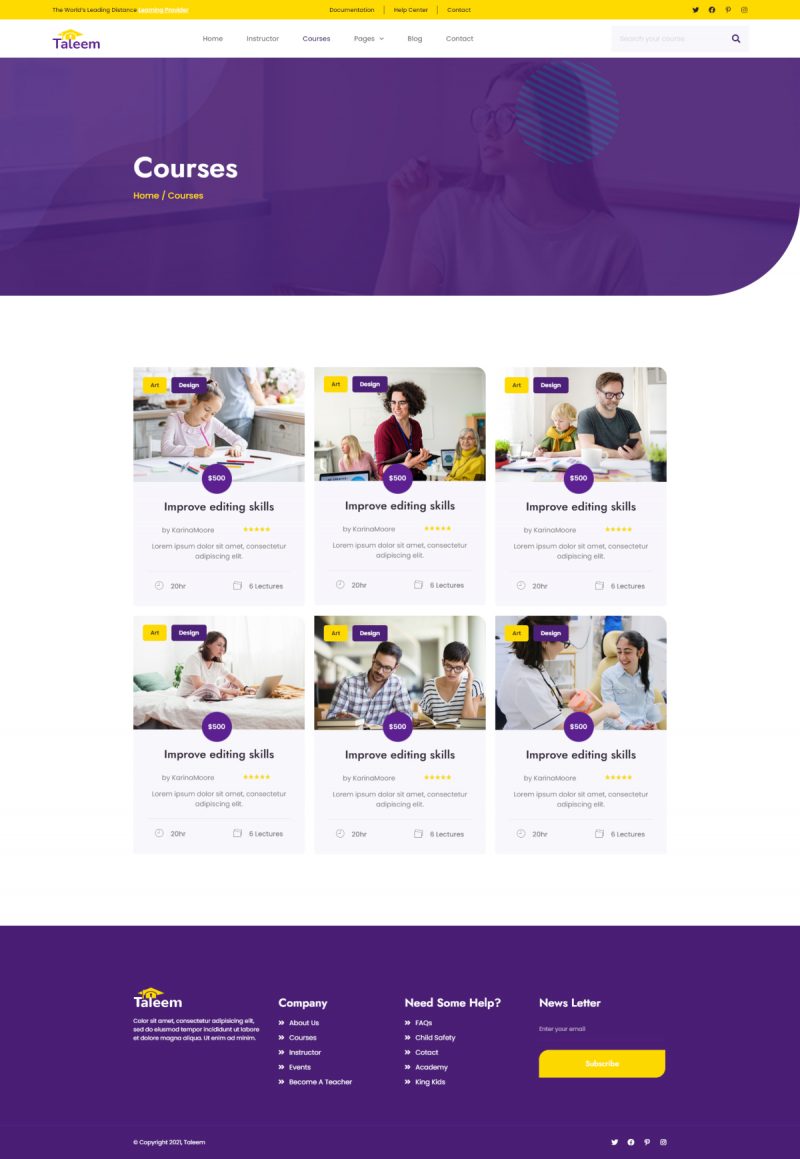 The World's Leading Distance Learning Provider
Documentation
Help Center
Contact
Taleem
Home
Instructor
Courses
Pages
Blog
Contact
Search your course
Courses
Home / Courses
Art
Design
$500
Improve editing skills
by KarinaMoore
Lorem ipsum dolor sit amet, consectetur
adipiscing elit.
20hr
6 Lectures
Art
Design
$500
Improve editing skills
by KarinaMoore
Lorem ipsum dolor sit amet, consectetur
adipiscing elit.
20hr
6 Lectures
Art
Design
$500
Improve editing skills
by KarinaMoore
Lorem ipsum dolor sit amet, consectetur
adipiscing elit.
20hr
6 Lectures
Art
Design
$500
Improve editing skills
by KarinaMoore
Lorem ipsum dolor sit amet, consectetur
adipiscing elit.
20hr
6 Lectures
Art
Design
$500
Improve editing skills
by KarinaMoore
Lorem ipsum dolor sit amet, consectetur
adipiscing elit.
20hr
6 Lectures
Art
Design
$500
Improve editing skills
by KarinaMoore
Lorem ipsum dolor sit amet, consectetur
adipiscing elit.
20hr
6 Lectures
Taleem
Color sit amet, consectetur adipisicing elit,
sed do eiusmod tempor incididunt ut labore
et dolore magna aliqua. Ut enim ad minim.
Company
About Us
Courses
Instructor
Events
Become A Teacher
Need Some Help?
FAQs
Child Safety
Cotact
Academy
King Kids
News Letter
Enter your email
Subscribe
© Copyright 2021, Taleem